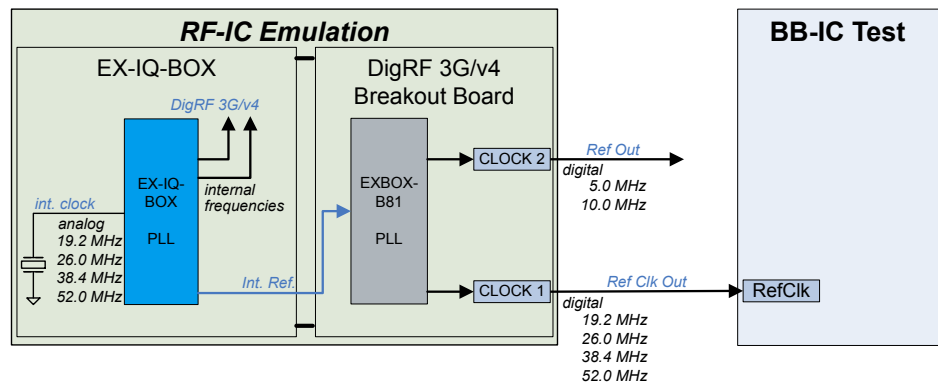 RF-IC Emulation
BB-IC Test
EX-IQ-BOX
DigRF 3G/v4
Breakout Board
DigRF 3G/v4
EX-IQ-
BOX
PLL
internal
frequencies
int. clock
analog
19.2 MHz
26.0 MHz
38.4 MHz
52.0 MHz
Int. Ref.
EXBOX-
B81
PLL
CLOCK 2
Ref Out
digital
5.0 MHz
10.0 MHz
CLOCK 1
Ref Clk Out
digital
19.2 MHz
26.0 MHz
38.4 MHz
52.0 MHz
RefClk